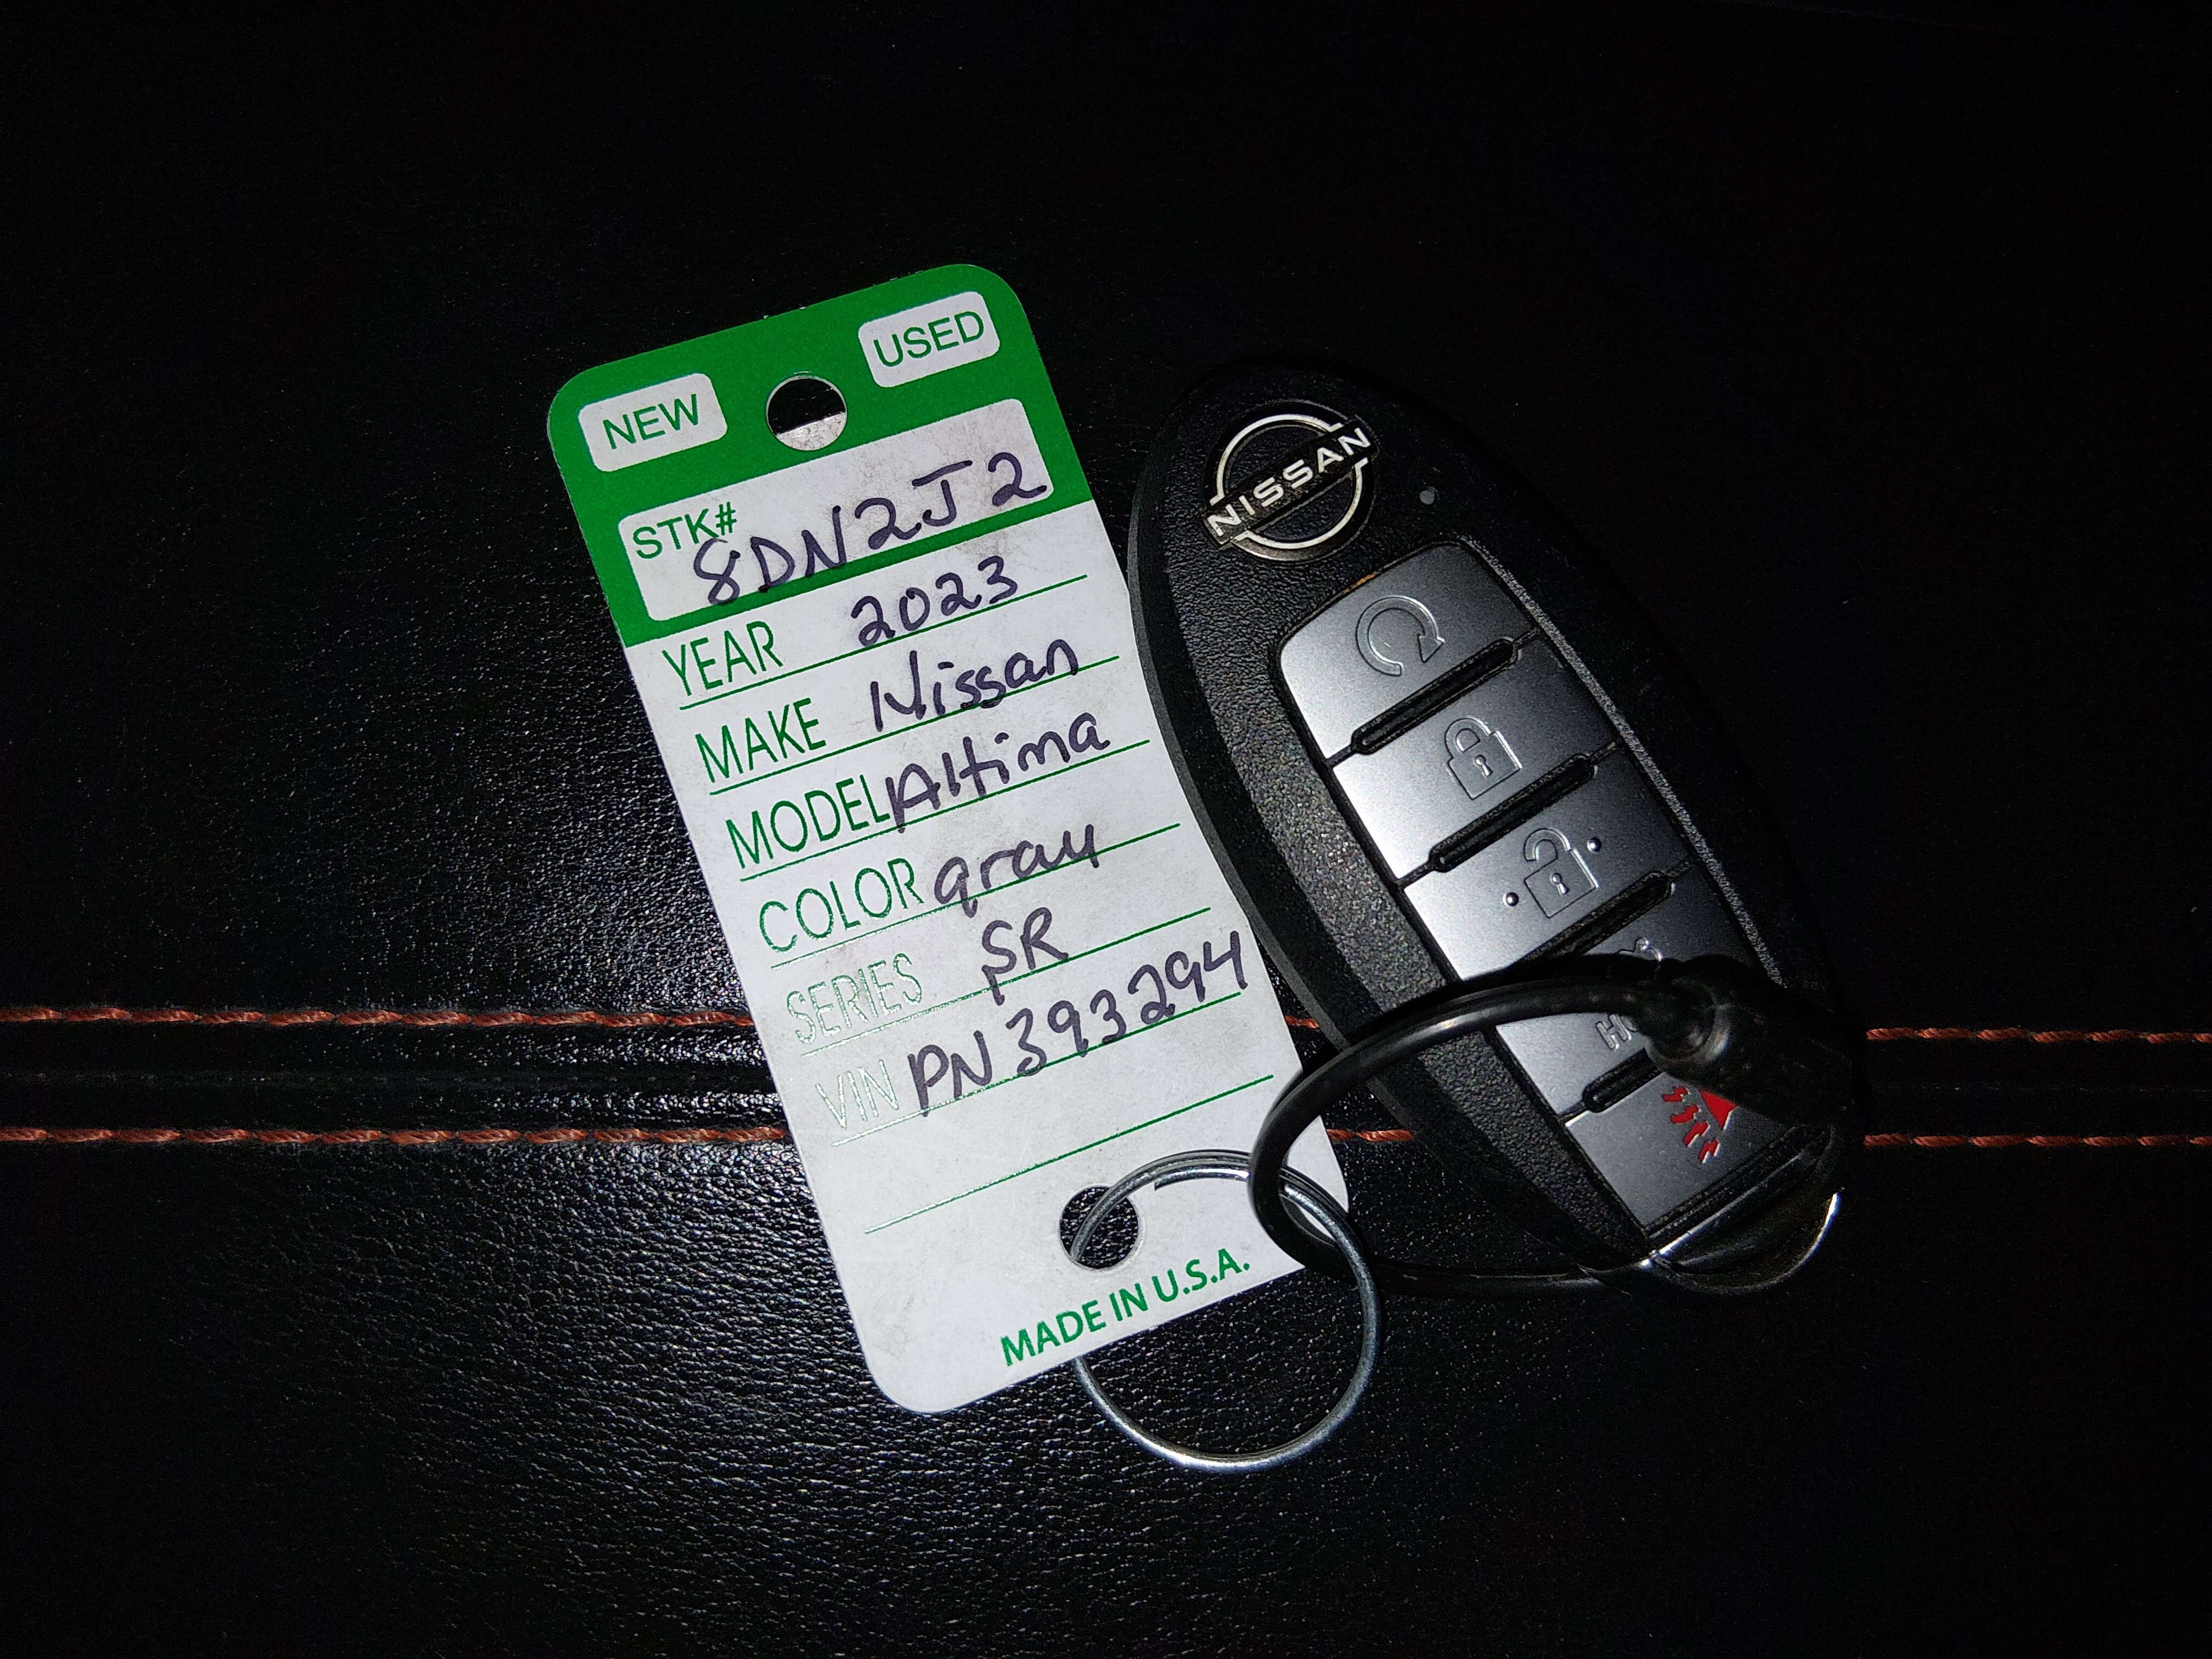 NEW
USED
STK# 8DN2J2
YEAR 2023
MAKE Nissan
MODEL Altima
COLOR gray
SERIES SR
VIN PN393294
MADE IN U.S.A.
NISSAN